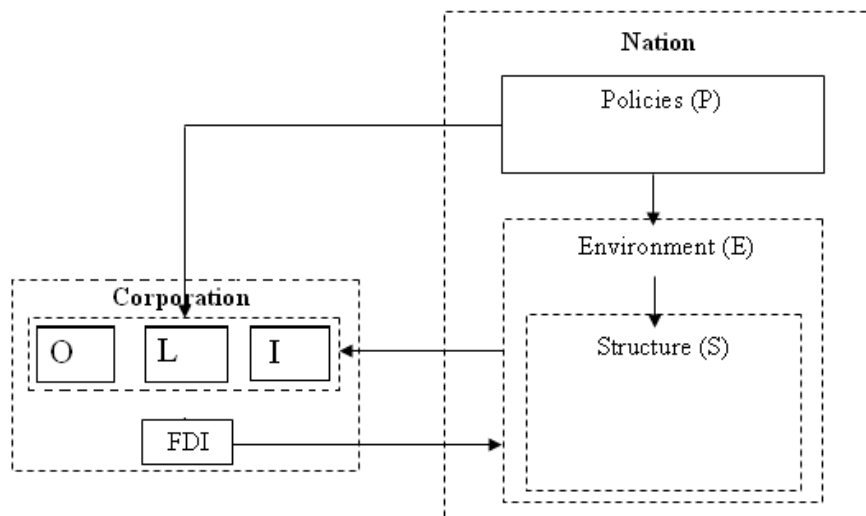 Nation
Policies (P)
Environment (E)
Corporation
O L I
Structure (S)
FDI